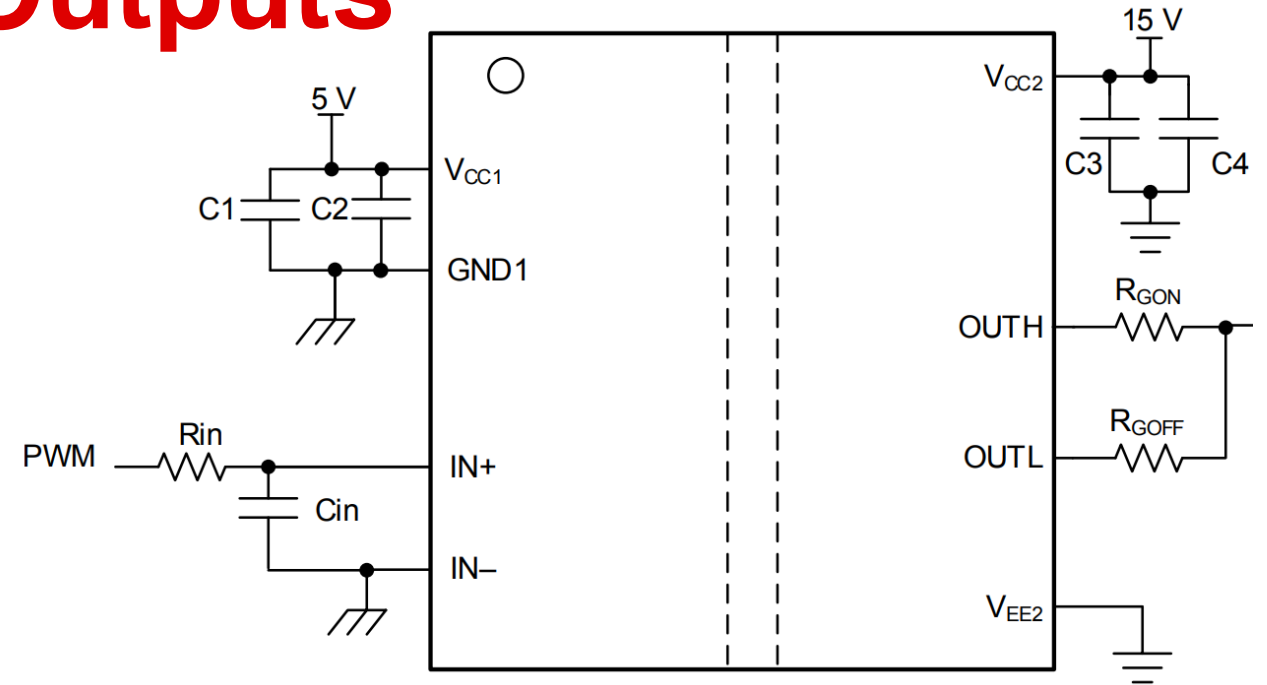 Outputs
15 V
VCC2
5 V
VCC1
C3
C4
C1
C2
GND1
RGON
OUTH
RGOFF
Rin
PWM
IN+
OUTL
Cin
IN–
VEE2